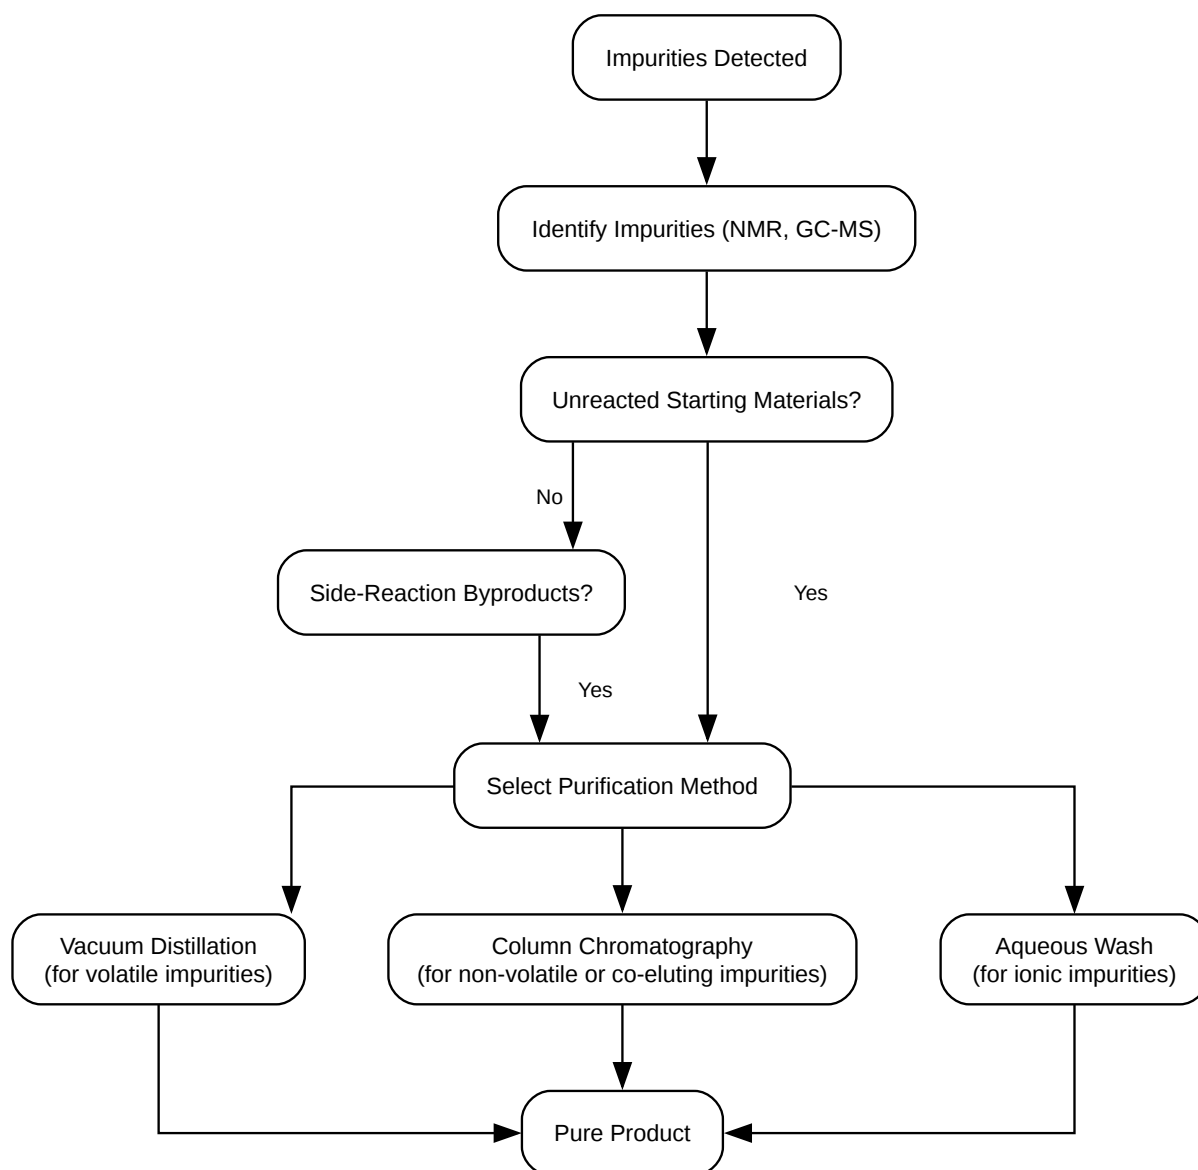 Impurities Detected
Identify Impurities (NMR, GC-MS)
Unreacted Starting Materials?
No
Side-Reaction Byproducts?
Yes
Yes
Select Purification Method
Vacuum Distillation
(for volatile impurities)
Column Chromatography
(for non-volatile or co-eluting impurities)
Aqueous Wash
(for ionic impurities)
Pure Product